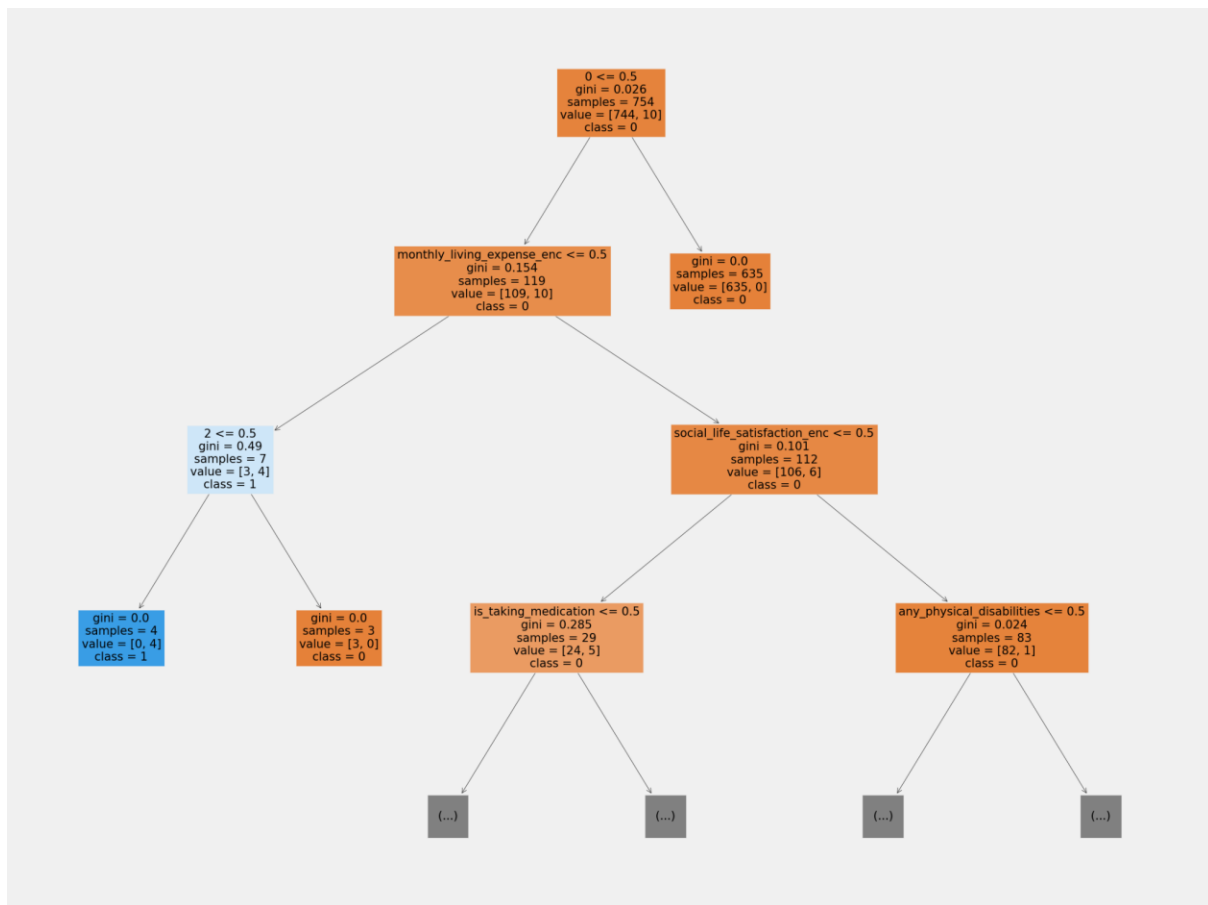 0 <= 0.5
gini = 0.026
samples = 754
value = [744, 10]
class = 0
monthly_living_expense_enc <= 0.5
gini = 0.154
samples = 119
value = [109, 10]
class = 0
gini = 0.0
samples = 635
value = [635, 0]
class = 0
2 <= 0.5
gini = 0.49
samples = 7
value = [3, 4]
class = 1
social_life_satisfaction_enc <= 0.5
gini = 0.101
samples = 112
value = [106, 6]
class = 0
gini = 0.0
samples = 4
value = [0, 4]
class = 1
gini = 0.0
samples = 3
value = [3, 0]
class = 0
is_taking_medication <= 0.5
gini = 0.285
samples = 29
value = [24, 5]
class = 0
any_physical_disabilities <= 0.5
gini = 0.024
samples = 83
value = [82, 1]
class = 0
(...)
(...)
(...)
(...)